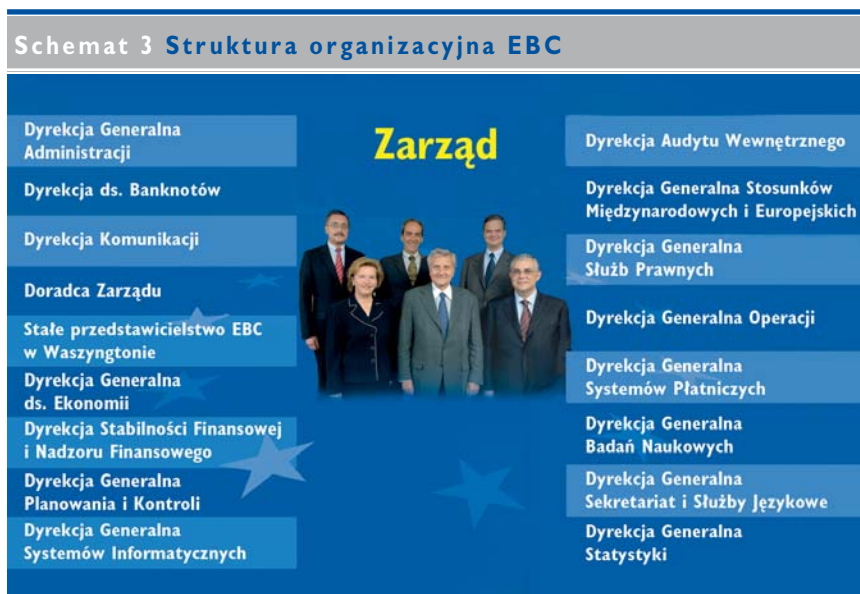 Schemat 3 Struktura organizacyjna EBC
Zarząd
Dyrekcja Generalna
Administracji
Dyrekcja ds. Banknotów
Dyrekcja Komunikacji
Doradca Zarządu
Stałe przedstawicielstwo EBC
w Waszyngtonie
Dyrekcja Generalna
ds. Ekonomii
Dyrekcja Stabilności Finansowej
i Nadzoru Finansowego
Dyrekcja Generalna
Planowania i Kontroli
Dyrekcja Generalna
Systemów Informatycznych
Dyrekcja Audytu Wewnętrznego
Dyrekcja Generalna Stosunków
Międzynarodowych i Europejskich
Dyrekcja Generalna
Służb Prawnych
Dyrekcja Generalna Operacji
Dyrekcja Generalna
Systemów Płatniczych
Dyrekcja Generalna
Badań Naukowych
Dyrekcja Generalna
Sekretariat i Służby Językowe
Dyrekcja Generalna
Statystyki